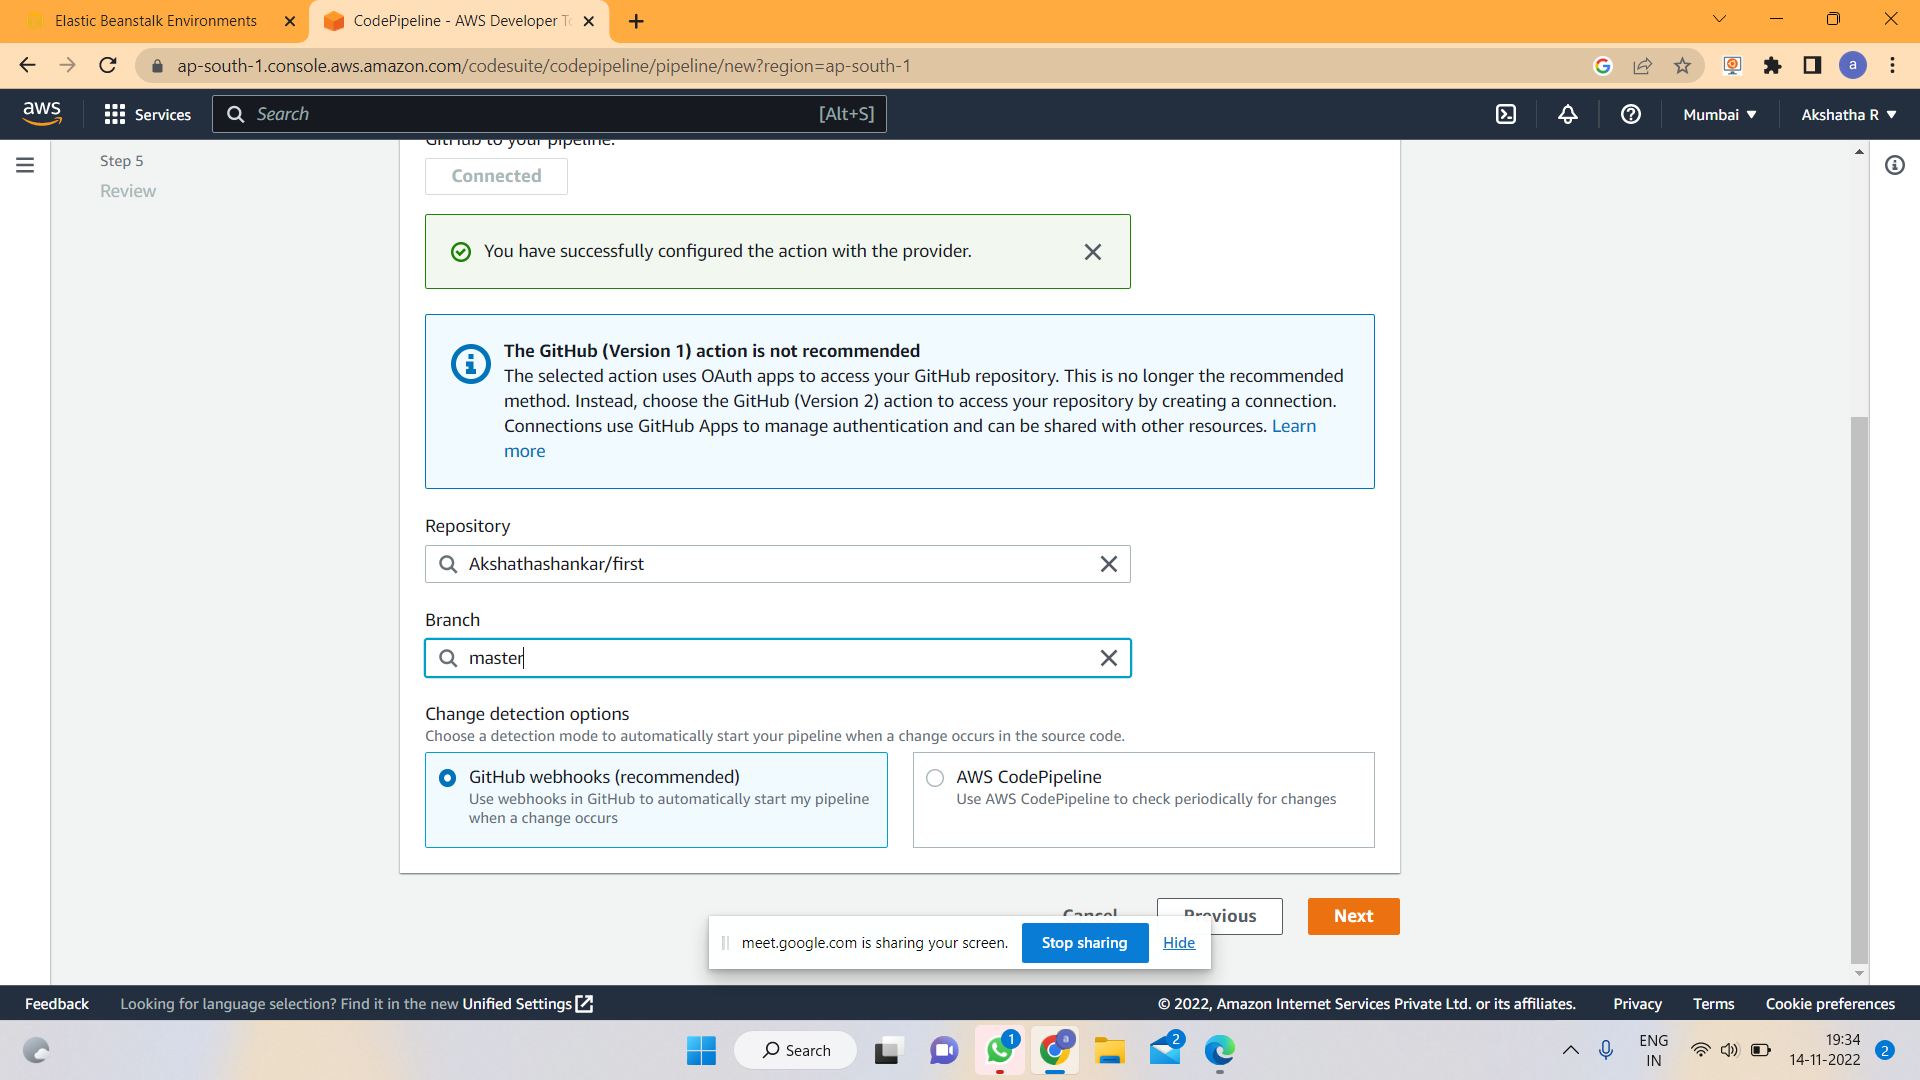 Elastic Beanstalk Environments
CodePipeline - AWS Developer To
ap-south-1.console.aws.amazon.com/codesuite/codepipeline/pipeline/new?region=ap-south-1
a
aws
Services
Search
[Alt+S]
Mumbai
Akshatha R
Step 5
Review
GitHub to your pipeline.
Connected
You have successfully configured the action with the provider.
The GitHub (Version 1) action is not recommended
The selected action uses OAuth apps to access your GitHub repository. This is no longer the recommended
method. Instead, choose the GitHub (Version 2) action to access your repository by creating a connection.
Connections use GitHub Apps to manage authentication and can be shared with other resources. Learn
more
Repository
Akshathashankar/first
Branch
master
Change detection options
Choose a detection mode to automatically start your pipeline when a change occurs in the source code.
GitHub webhooks (recommended)
Use webhooks in GitHub to automatically start my pipeline
when a change occurs
AWS CodePipeline
Use AWS CodePipeline to check periodically for changes
Cancel
Previous
Next
meet.google.com is sharing your screen.
Stop sharing
Hide
Feedback
Looking for language selection? Find it in the new Unified Settings
© 2022, Amazon Internet Services Private Ltd. or its affiliates.
Privacy
Terms
Cookie preferences
Search
1
a
2
ENG
IN
19:34
14-11-2022
2